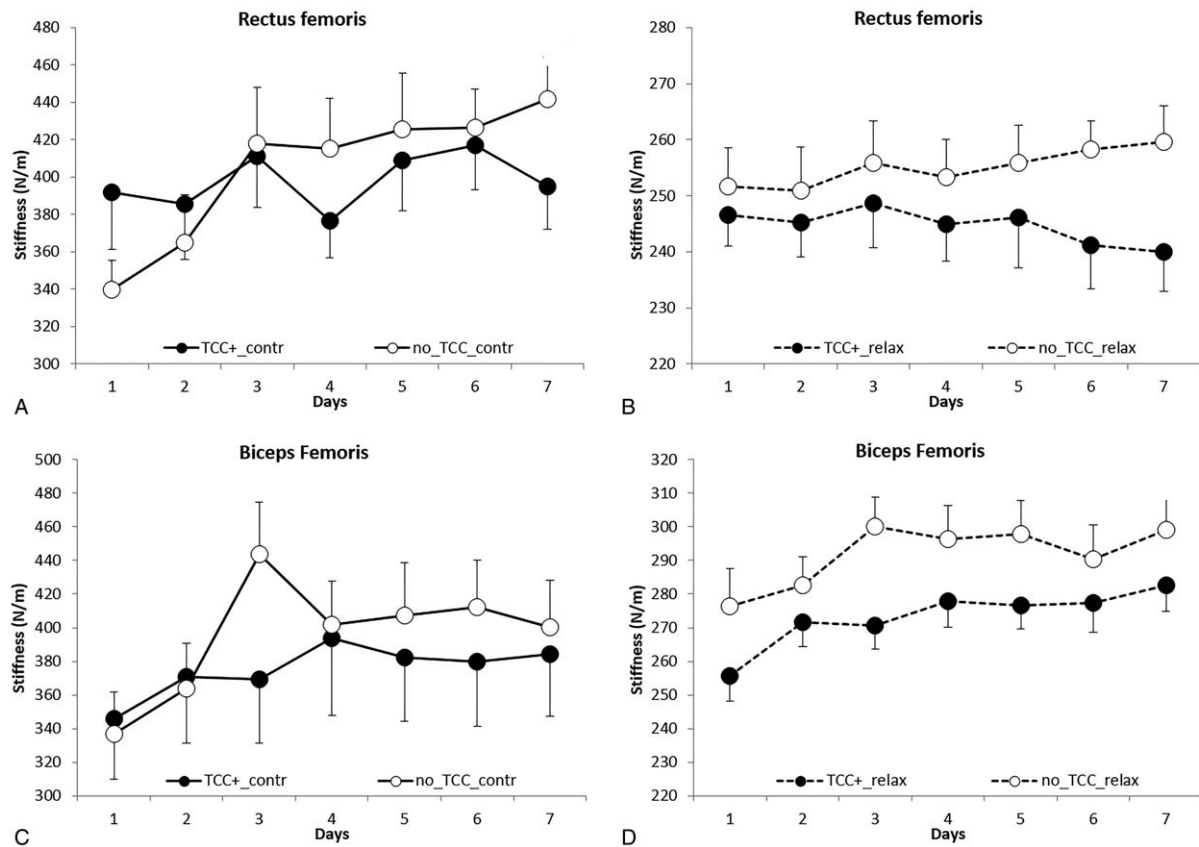 Rectus femoris
480
460
440
420
400
380
360
340
320
300
Stiffness (N/m)
TCC+_contr no_TCC_contr
1 2 3 4 5 6 7
Days
A
Rectus femoris
280
270
260
250
240
230
220
Stiffness (N/m)
TCC+_relax no_TCC_relax
1 2 3 4 5 6 7
Days
B
Biceps Femoris
500
480
460
440
420
400
380
360
340
320
300
Stiffness (N/m)
TCC+_contr no_TCC_contr
1 2 3 4 5 6 7
Days
C
Biceps Femoris
320
310
300
290
280
270
260
250
240
230
220
Stiffness (N/m)
TCC+_relax no_TCC_relax
1 2 3 4 5 6 7
Days
D